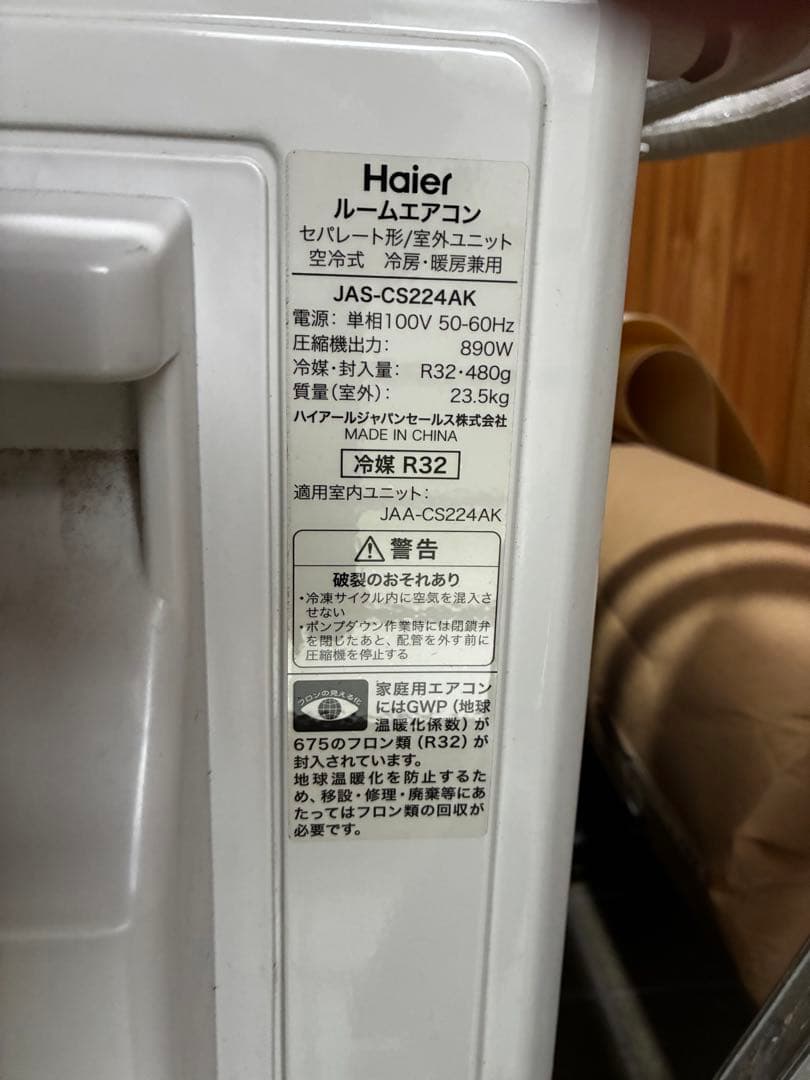 Haier
ルームエアコン
セパレート形/室外ユニット
空冷式 冷房・暖房兼用
JAS-CS224AK
電源: 単相100V 50-60Hz
圧縮機出力: 890W
冷媒・封入量: R32・480g
質量(室外): 23.5kg
ハイアールジャパンセールス株式会社
MADE IN CHINA
冷媒 R32
適用室内ユニット:
JAA-CS224AK
警告
破裂のおそれあり
・冷凍サイクル内に空気を混入さ
せない
・ポンプダウン作業時には閉鎖弁
を閉じたあと、配管を外す前に
圧縮機を停止する
フロンの見える化
家庭用エアコン
にはGWP(地球
温暖化係数)が
675のフロン類(R32)が
封入されています。
地球温暖化を防止するた
め、移設・修理・廃棄等にあ
たってはフロン類の回収が
必要です。